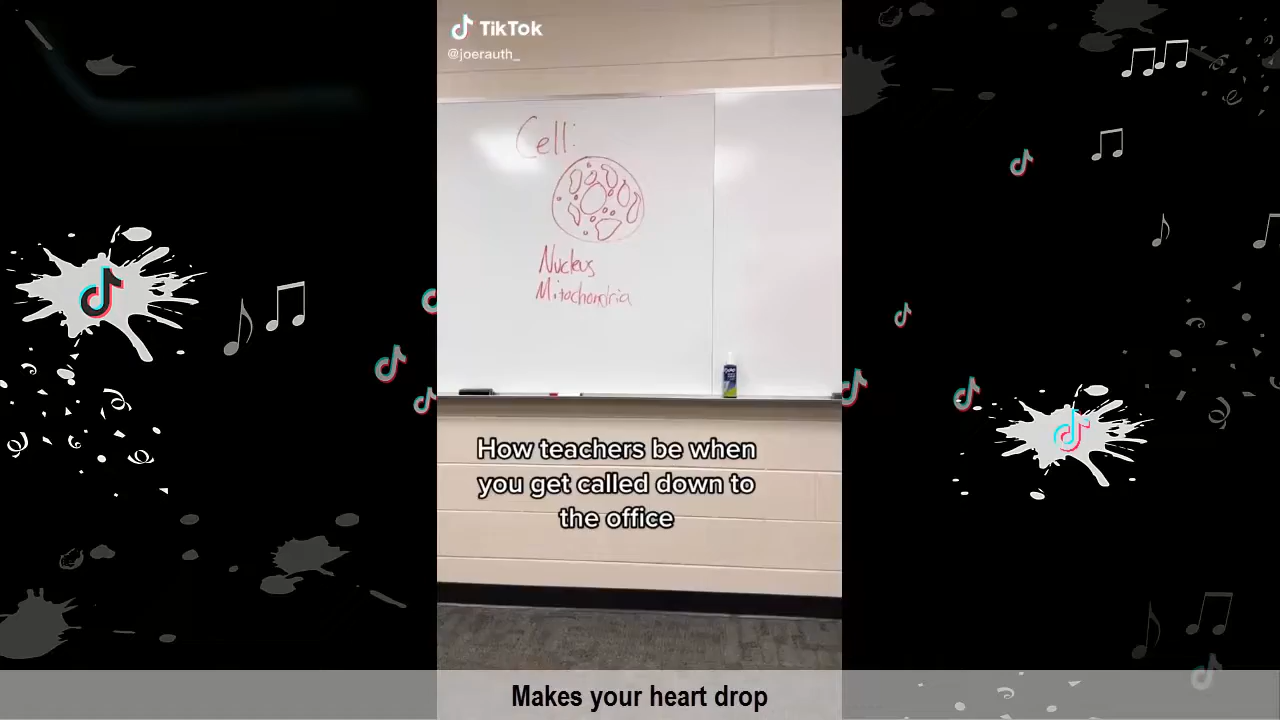 TikTok
@joerauth_
Cell:
Nucleus
Mitochondria
How teachers be when
you get called down to
the office
Makes your heart drop